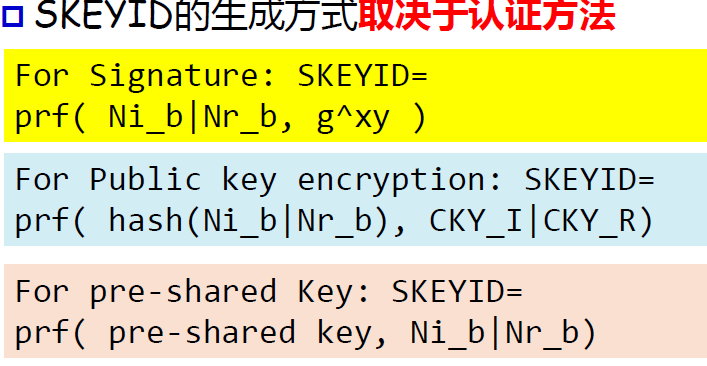 SKEYID的生成方式取决于认证方法
For Signature: SKEYID=
prf( Ni_b|Nr_b, g^xy )
For Public key encryption: SKEYID=
prf( hash(Ni_b|Nr_b), CKY_I|CKY_R)
For pre-shared Key: SKEYID=
prf( pre-shared key, Ni_b|Nr_b)